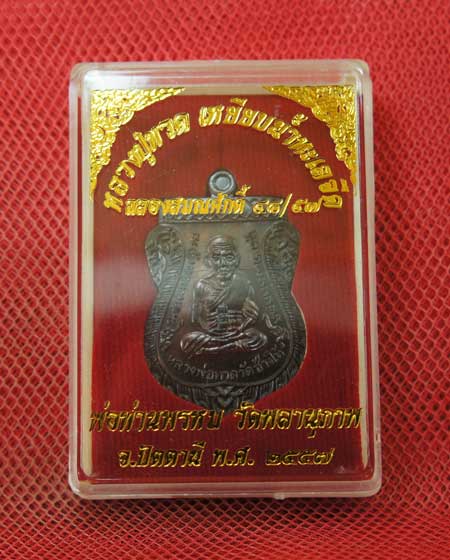 หลวงปู่ทวด เหยียบน้ำทะเลจืด
ฉลองสมณศักดิ์ ๔๘/๕๗
พ่อท่านพรหม วัดพลานุภาพ
จ.ปัตตานี พ.ศ. ๒๕๕๗